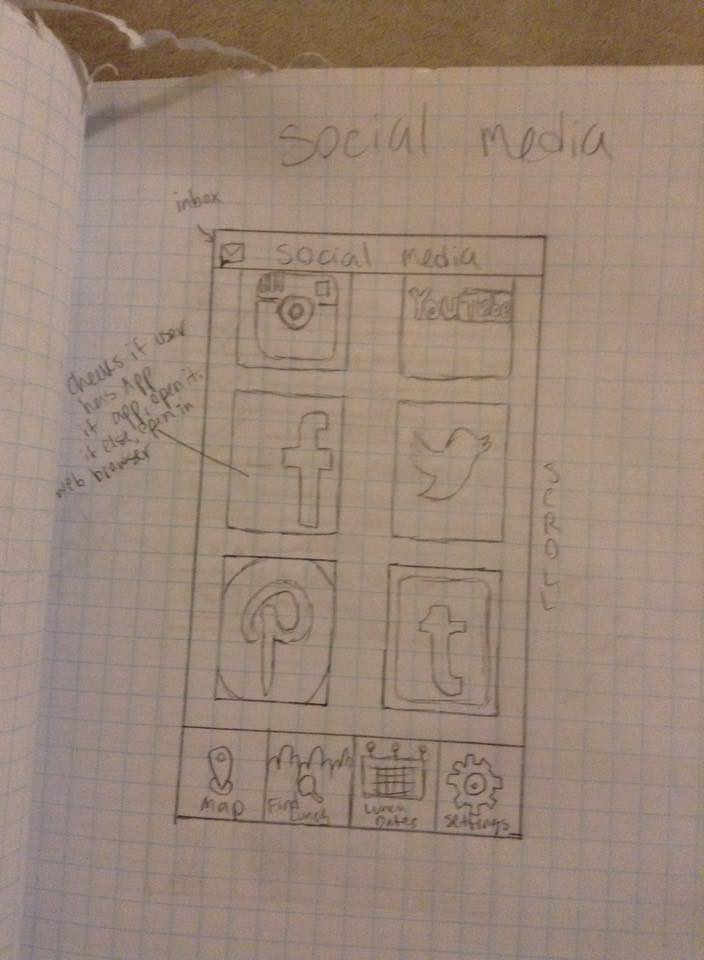 social media
inbox
social media
YouTube
checks if user
has App
if app, open it.
if else, open in
web browser
f
SCROLL
P
t
Map
Find
Lunch
Lunch
Dates
settings